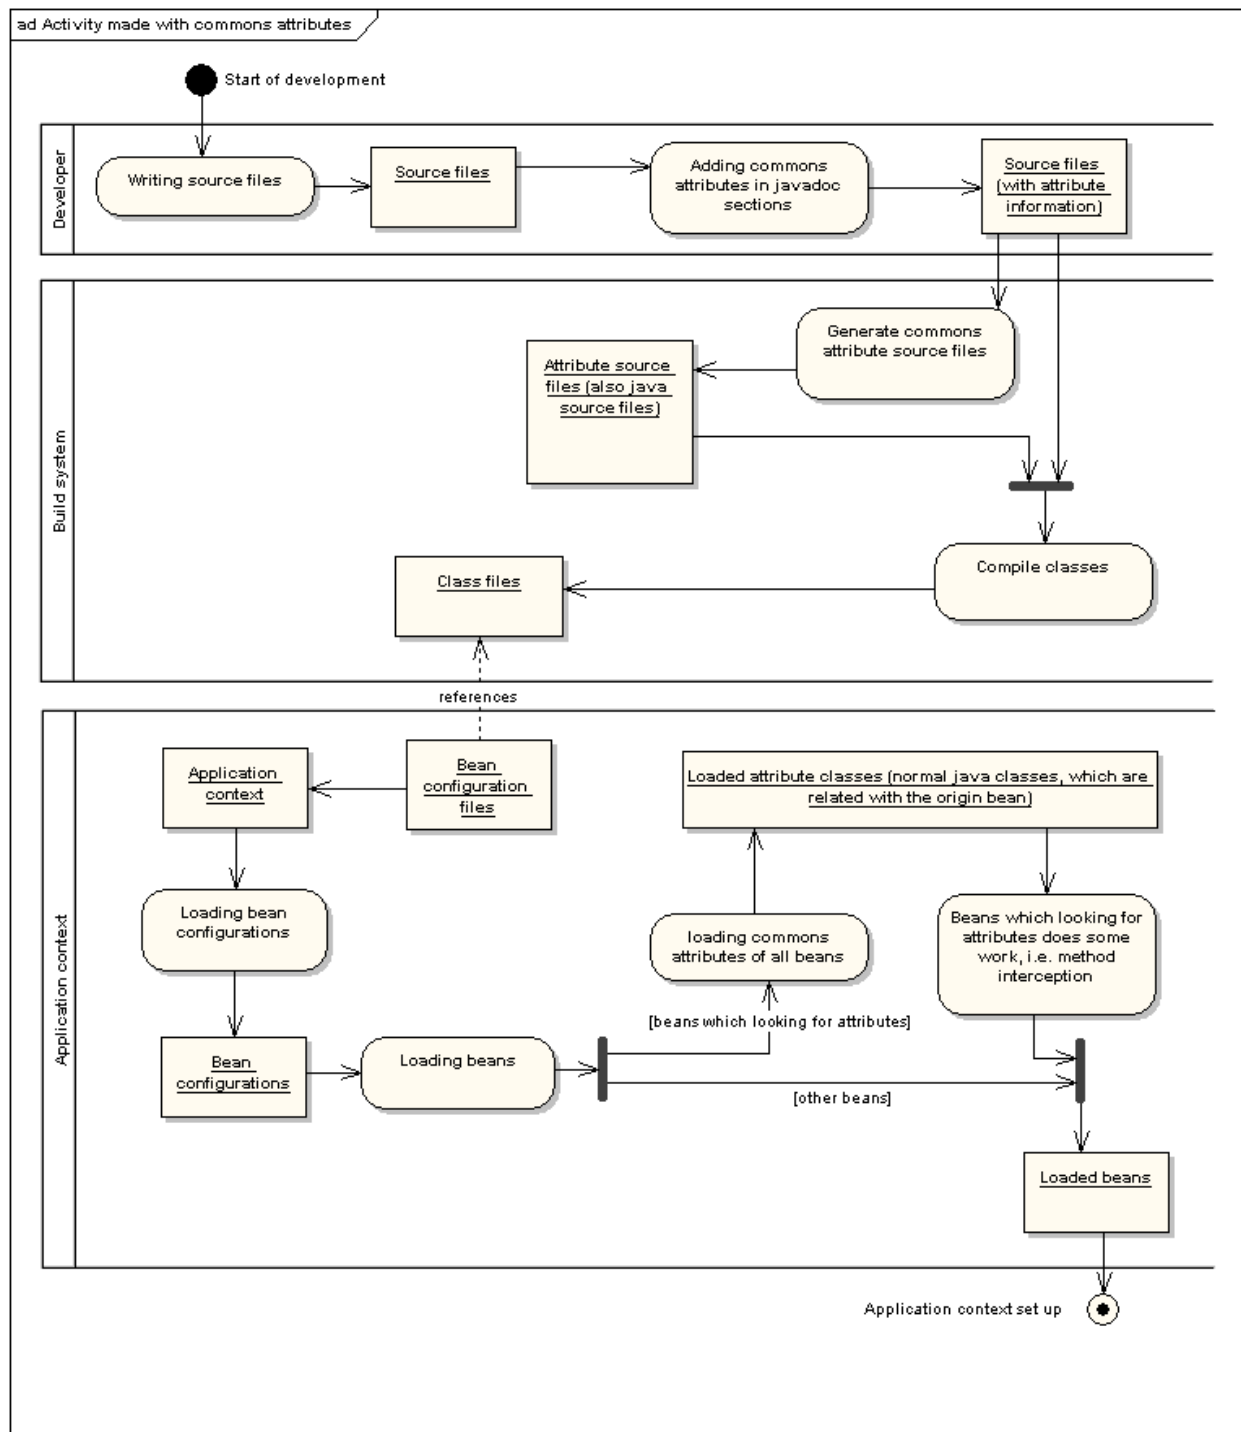 ad Activity made with commons attributes
Start of development
Developer
Writing source files
Source files
Adding commons
attributes in javadoc
sections
Source files
(with attribute
information)
Build system
Generate commons
attribute source files
Attribute source
files (also java
source files)
Compile classes
Class files
references
Application context
Application
context
Bean
configuration
files
Loaded attribute classes (normal java classes, which are
related with the origin bean)
Loading bean
configurations
loading commons
attributes of all beans
Beans which looking for
attributes does some
work, i.e. method
interception
[beans which looking for attributes]
Bean
configurations
Loading beans
[other beans]
Loaded beans
Application context set up